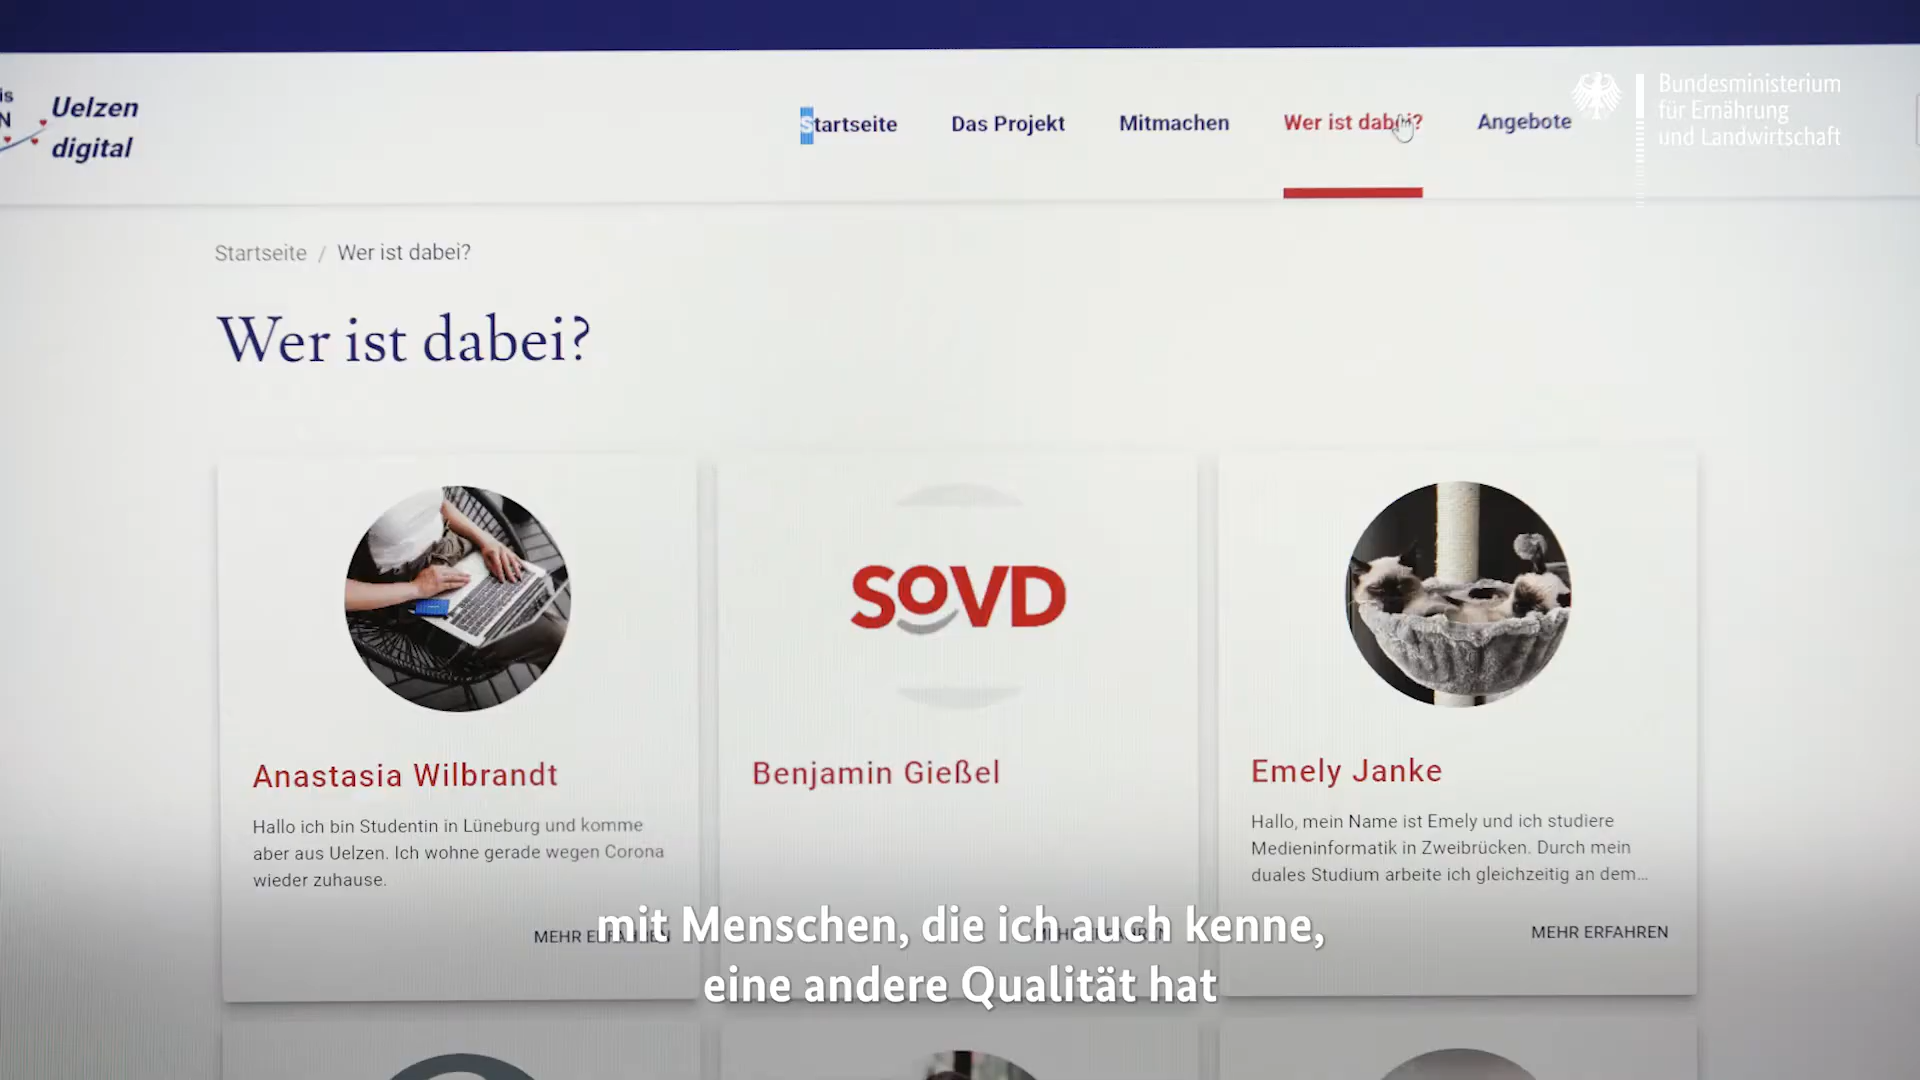 is
N
Uelzen
digital
Startseite
Das Projekt
Mitmachen
Wer ist dabei?
Angebote
Bundesministerium
für Ernährung
und Landwirtschaft
Startseite / Wer ist dabei?
Wer ist dabei?
SoVD
Anastasia Wilbrandt
Hallo ich bin Studentin in Lüneburg und komme
aber aus Uelzen. Ich wohne gerade wegen Corona
wieder zuhause.
MEHR ERFAHREN
Benjamin Gießel
MEHR ERFAHREN
Emely Janke
Hallo, mein Name ist Emely und ich studiere
Medieninformatik in Zweibrücken. Durch mein
duales Studium arbeite ich gleichzeitig an dem...
MEHR ERFAHREN
mit Menschen, die ich auch kenne,
eine andere Qualität hat